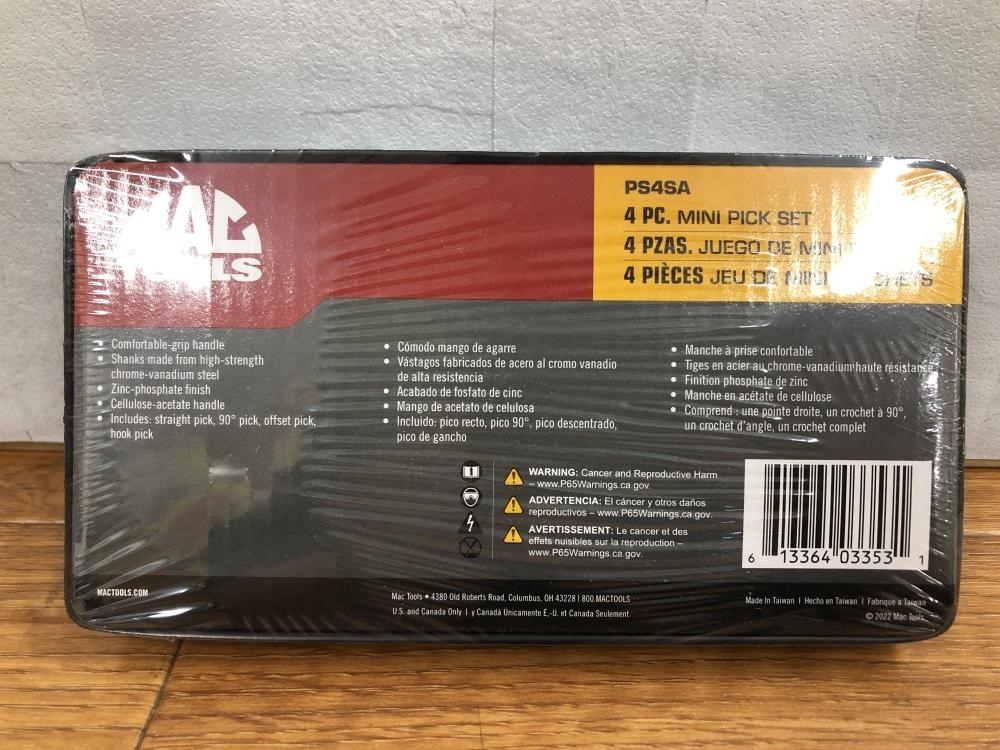 MAC
TOOLS
PS4SA
4 PC. MINI PICK SET
4 PZAS. JUEGO DE MINI
4 PIÈCES JEU DE MINI
• Comfortable-grip handle
• Shanks made from high-strength
chrome-vanadium steel
• Zinc-phosphate finish
• Cellulose-acetate handle
• Includes: straight pick, 90° pick, offset pick,
hook pick
• Cómodo mango de agarre
• Vástagos fabricados de acero al cromo vanadio
de alta resistencia
• Acabado de fosfato de cinc
• Mango de acetato de celulosa
• Incluido: pico recto, pico 90°, pico descentrado,
pico de gancho
• Manche à prise confortable
• Tiges en acier au chrome-vanadium haute résistance
• Finition phosphate de zinc
• Manche en acétate de cellulose
• Comprend : une pointe droite, un crochet à 90°,
un crochet d'angle, un crochet complet
WARNING: Cancer and Reproductive Harm
– www.P65Warnings.ca.gov.
ADVERTENCIA: El cáncer y otros daños
reproductivos – www.P65Warnings.ca.gov.
AVERTISSEMENT: Le cancer et des
effets nuisibles sur la reproduction –
www.P65Warnings.ca.gov.
6 13364 03353 1
MACTOOLS.COM
Mac Tools • 4380 Old Roberts Road, Columbus, OH 43228 | 800.MACTOOLS
U.S. and Canada Only | y Canadá Únicamente É.-U. et Canada Seulement
Made In Taiwan | Hecho en Taiwan | Fabriqué a Taiwan
© 2022 Mac Tools